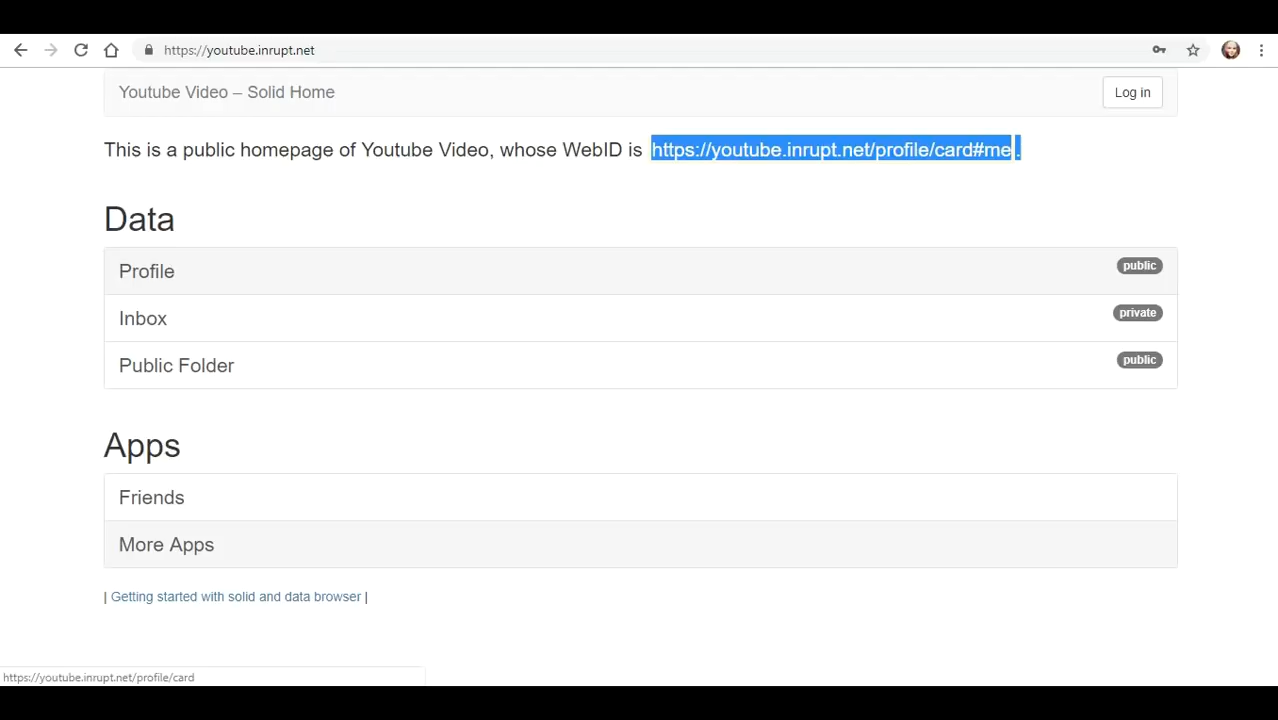 https://youtube.inrupt.net
Youtube Video – Solid Home
Log in
This is a public homepage of Youtube Video, whose WebID is https://youtube.inrupt.net/profile/card#me .
Data
Profile public
Inbox private
Public Folder public
Apps
Friends
More Apps
| Getting started with solid and data browser |
https://youtube.inrupt.net/profile/card